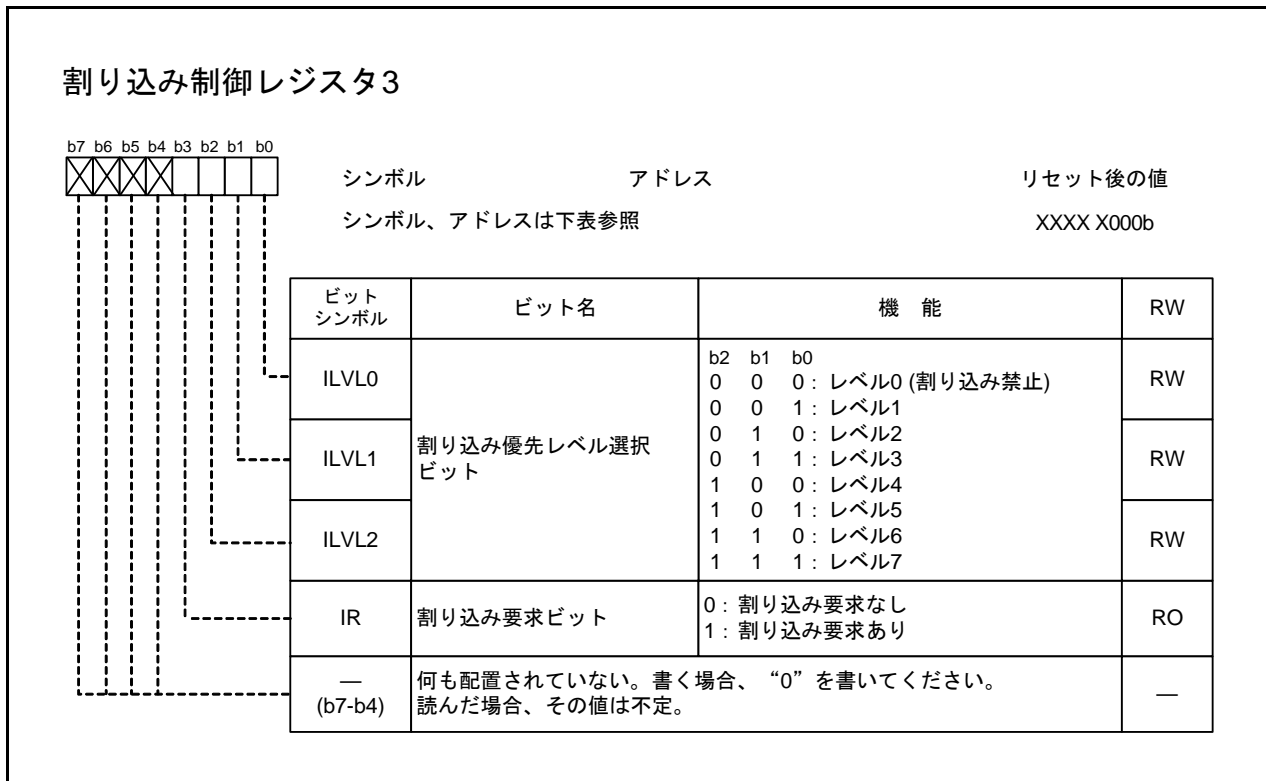 割り込み制御レジスタ3
b7 b6 b5 b4 b3 b2 b1 b0
シンボル アドレス リセット後の値
シンボル、アドレスは下表参照 XXXX X000b
ビット
シンボル
ビット名 機 能 RW
ILVL0
ILVL1
ILVL2
割り込み優先レベル選択
ビット
b2 b1 b0
0 0 0 : レベル0 (割り込み禁止)
0 0 1 : レベル1
0 1 0 : レベル2
0 1 1 : レベル3
1 0 0 : レベル4
1 0 1 : レベル5
1 1 0 : レベル6
1 1 1 : レベル7
RW
RW
RW
IR 割り込み要求ビット
0 : 割り込み要求なし
1 : 割り込み要求あり
RO
—
(b7-b4)
何も配置されていない。書く場合、“0”を書いてください。
読んだ場合、その値は不定。
—